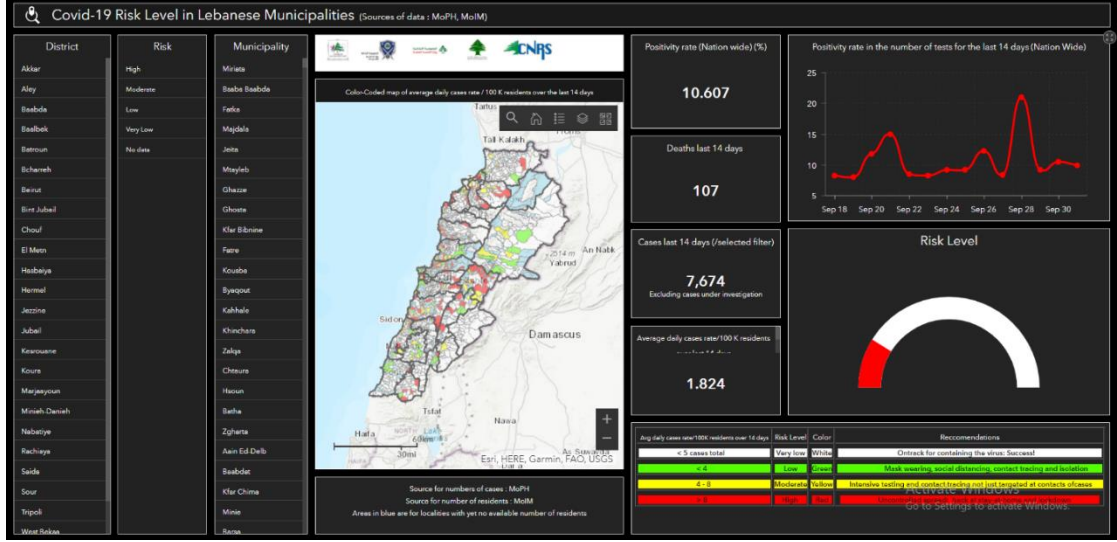 Covid-19 Risk Level in Lebanese Municipalities (Sources of data : MoPH, MoIM)
District
Akkar
Aley
Baabda
Baalbek
Batroun
Bcharreh
Beirut
Bint Jubail
Chouf
El Metn
Hasbaiya
Hermel
Jezzine
Jubail
Kesrouane
Koura
Marjaayoun
Minieh-Danieh
Nabatiye
Rachiaya
Saida
Sour
Tripoli
West Bekaa
Risk
High
Moderate
Low
Very Low
No data
Municipality
Miriata
Baaba Baabda
Fatka
Majdala
Jeita
Msayleb
Ghazze
Ghosta
Kfar Bibnine
Fatre
Kousba
Byaqout
Kahhale
Khinchara
Zalqa
Chtaura
Haoun
Batha
Zgharta
Aain Ed-Delb
Baabdat
Kfar Chima
Minie
Barsa
CNRS
Color-Coded map of average daily cases rate / 100 K residents over the last 14 days
Tartus
Homs
Tall Kalakh
An Nabk
Yabrud
Sidon
Damascus
Tsfat
Nawa
Haifa
60km
30mi
As Suwayda
Esri, HERE, Garmin, FAO, USGS
Source for numbers of cases : MoPH
Source for number of residents : MoIM
Areas in blue are for localities with yet no available number of residents
Positivity rate (Nation wide) (%)
10.607
Deaths last 14 days
107
Cases last 14 days (/selected filter)
7,674
Excluding cases under investigation
Average daily cases rate/100 K residents
1.824
Positivity rate in the number of tests for the last 14 days (Nation Wide)
25
20
15
10
5
Sep 18 Sep 20 Sep 22 Sep 24 Sep 26 Sep 28 Sep 30
Risk Level
Avg daily cases rate/100K residents over 14 days Risk Level Color Reccomendations
< 5 cases total Very low White Ontrack for containing the virus: Success!
< 4 Low Green Mask wearing, social distancing, contact tracing and isolation
4 - 8 Moderate Yellow Intensive testing and contact tracing not just targated at contacts ofcases
> 8 High Red
Activate Windows
Go to Settings to activate Windows.